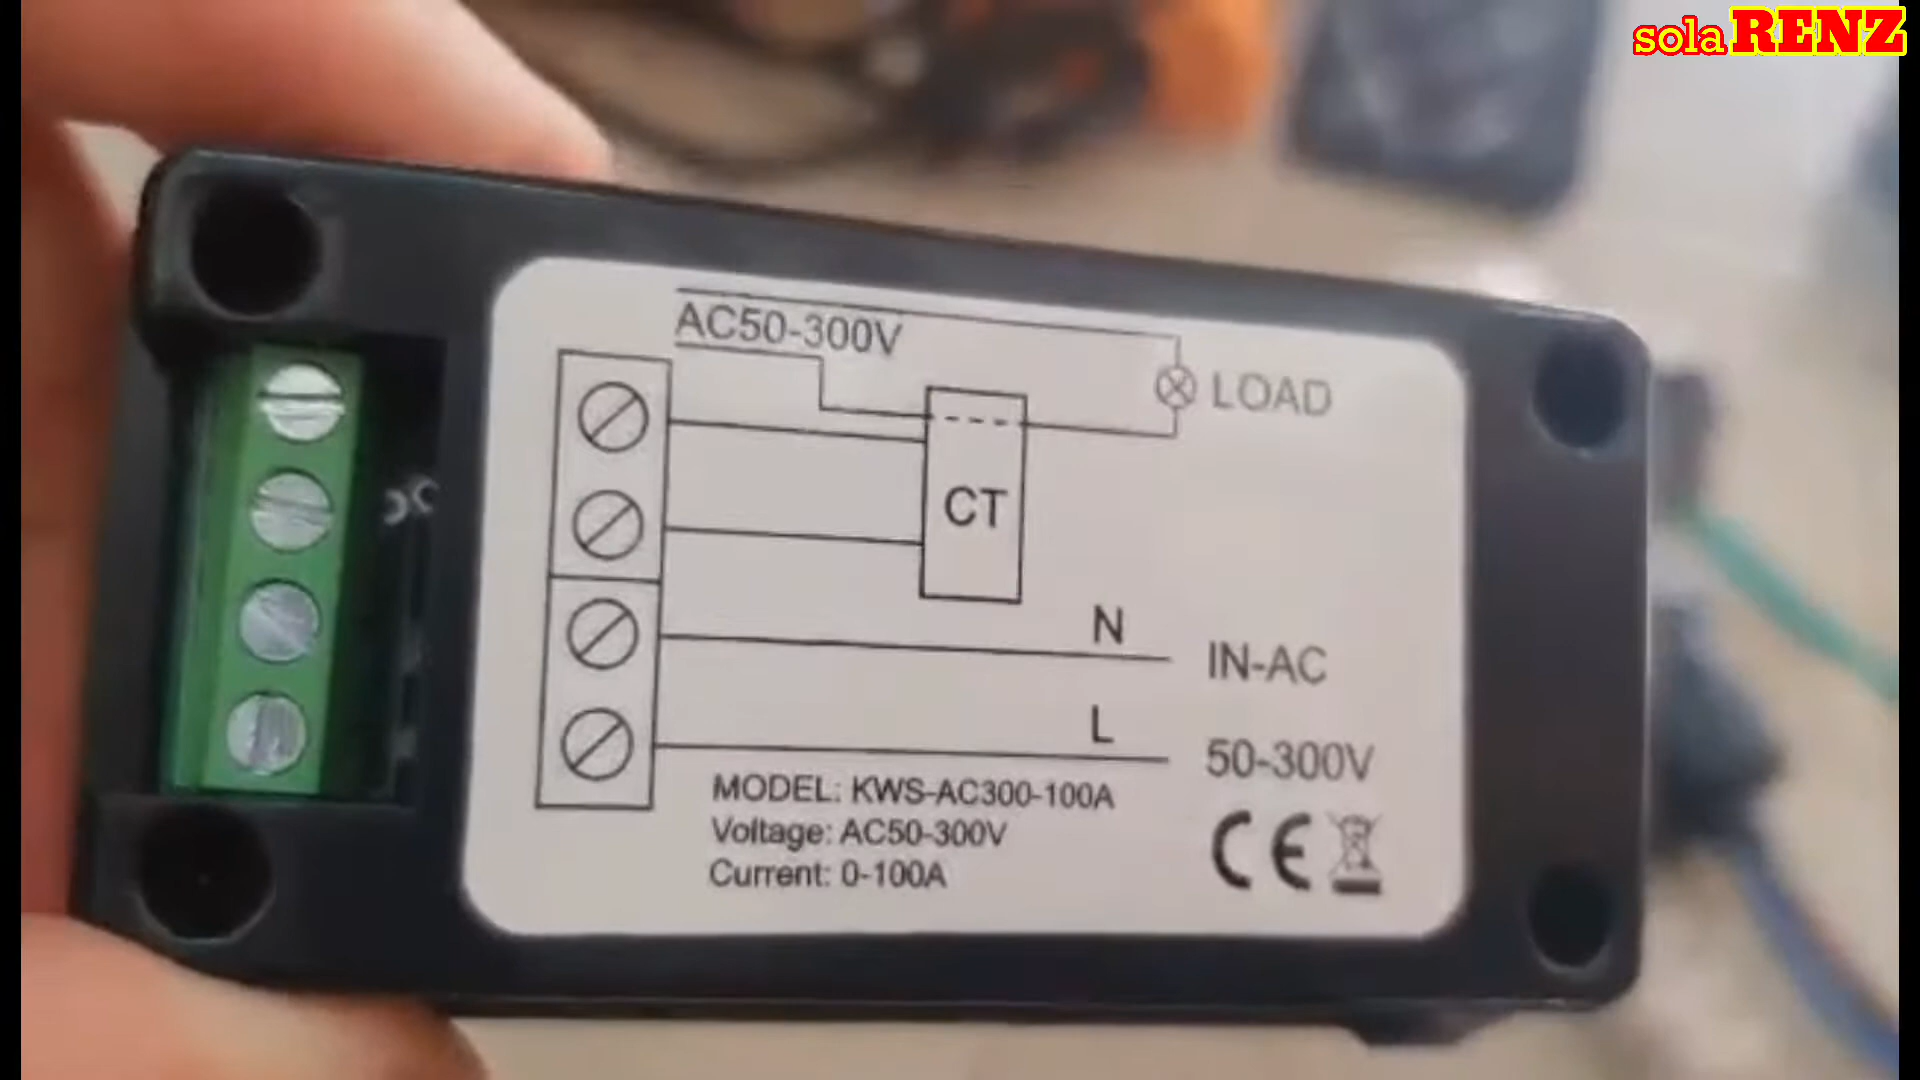 solaRENZ
AC50-300V
LOAD
CT
N
IN-AC
L
50-300V
MODEL: KWS-AC300-100A
Voltage: AC50-300V
Current: 0-100A
CE